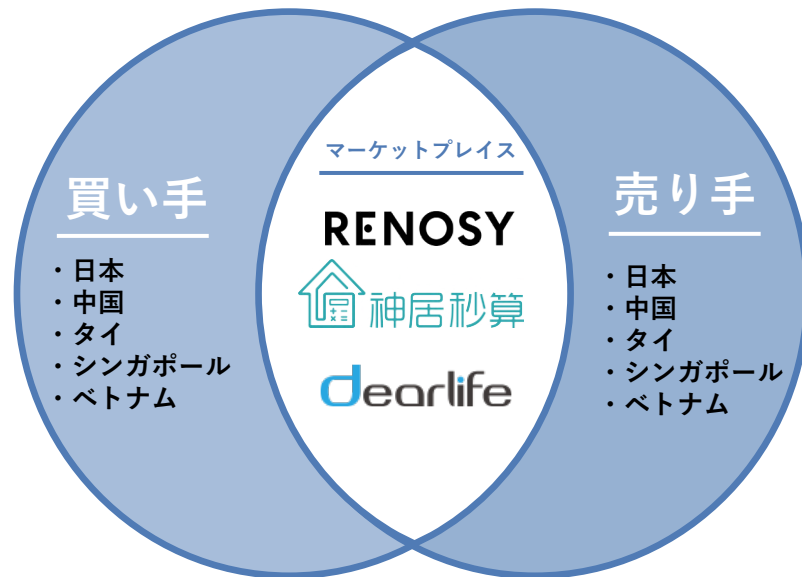 マーケットプレイス
買い手
・日本
・中国
・タイ
・シンガポール
・ベトナム
RENOSY
神居秒算
dearlife
売り手
・日本
・中国
・タイ
・シンガポール
・ベトナム